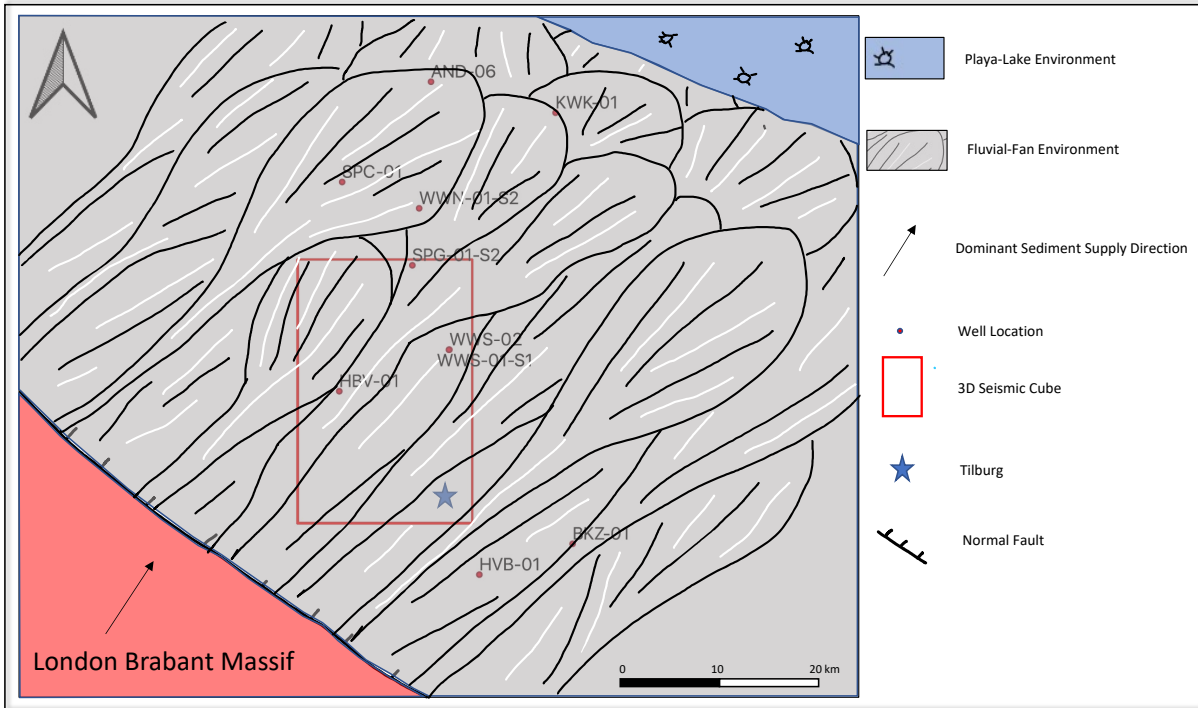 AND-06
KWK-01
SPC-01
WWN-01-S2
SPG-01-S2
WWS-02
WWS-01-S1
HBV-01
BKZ-01
HVB-01
London Brabant Massif
0 10 20 km
Playa-Lake Environment
Fluvial-Fan Environment
Dominant Sediment Supply Direction
Well Location
3D Seismic Cube
Tilburg
Normal Fault